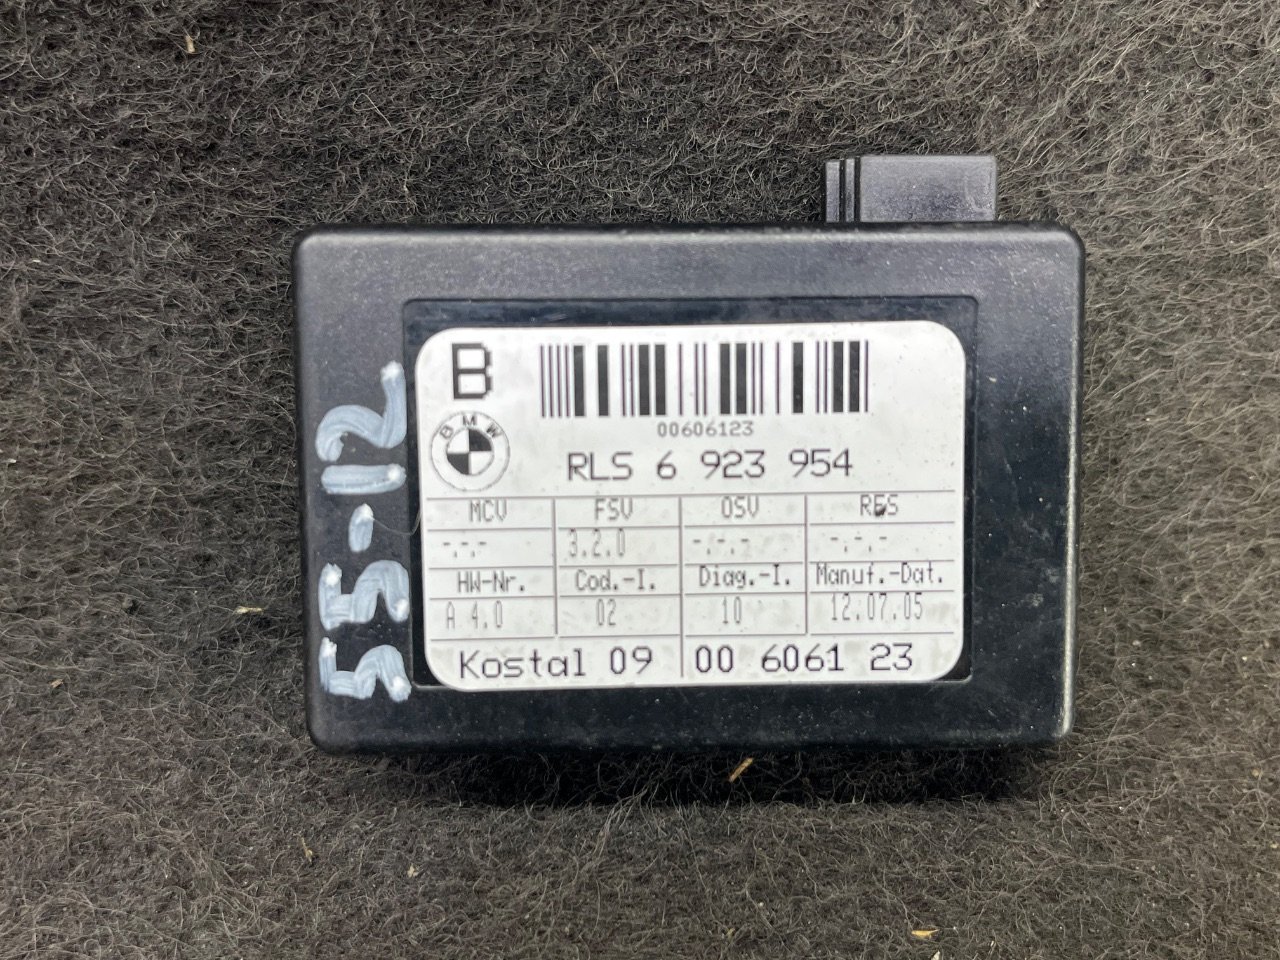 B
BMW
00606123
RLS 6 923 954
MCV FSV OSV RES
-.-.- 3.2.0 -.-.- -.-.-
HW-Nr. Cod.-I. Diag.-I. Manuf.-Dat.
A 4.0 02 10 12.07.05
Kostal 09 00 6061 23
55-12